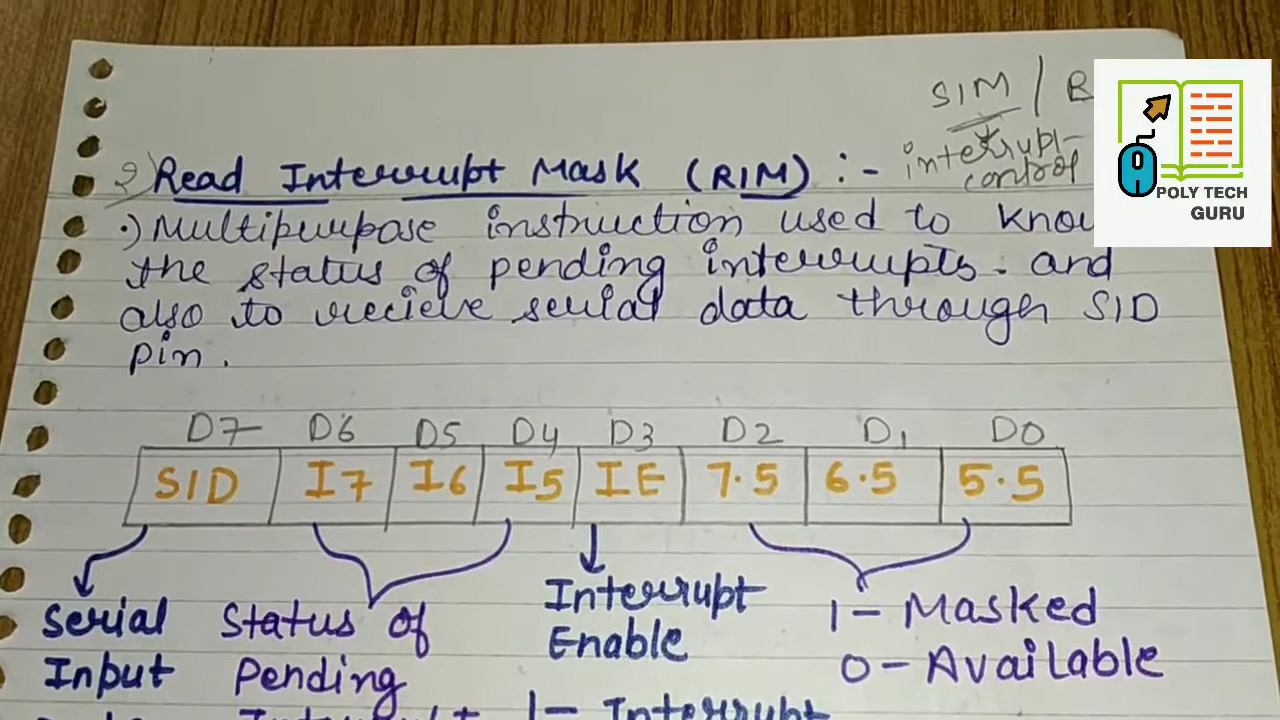 SIM /
interrupt-
control
POLY TECH
GURU
2) Read Interrupt Mask (RIM) :-
·) Multipurpose instruction used to
the status of pending interrupts. and
also to recieve serial data through SID
pin.
D7 D6 D5 D4 D3 D2 D1 D0
SID I7 I6 I5 IE 7.5 6.5 5.5
Serial
Input
Status of
Pending
Interrupt
Interrupt
Enable
1 - Interrupt
1 - Masked
0 - Available